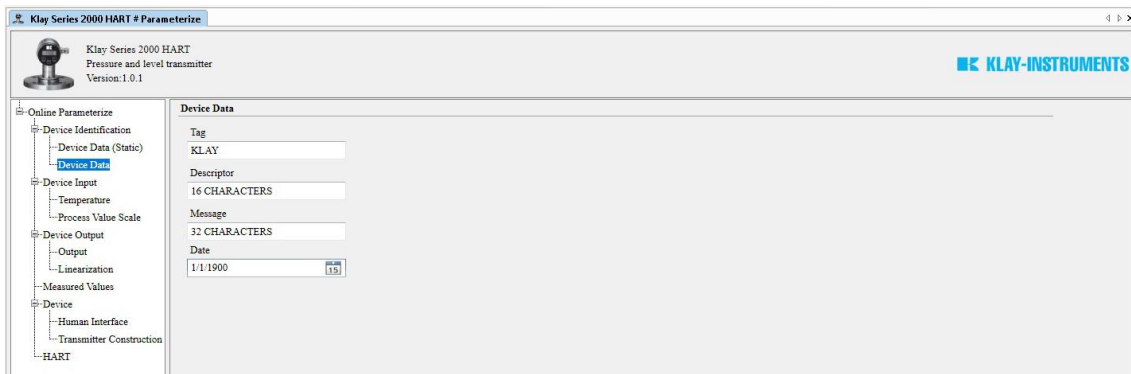 Klay Series 2000 HART # Parameterize
Klay Series 2000 HART
Pressure and level transmitter
Version:1.0.1
KLAY-INSTRUMENTS
Online Parameterize
Device Identification
Device Data (Static)
Device Data
Device Input
Temperature
Process Value Scale
Device Output
Output
Linearization
Measured Values
Device
Human Interface
Transmitter Construction
HART
Device Data
Tag
KLAY
Descriptor
16 CHARACTERS
Message
32 CHARACTERS
Date
1/1/1900
15